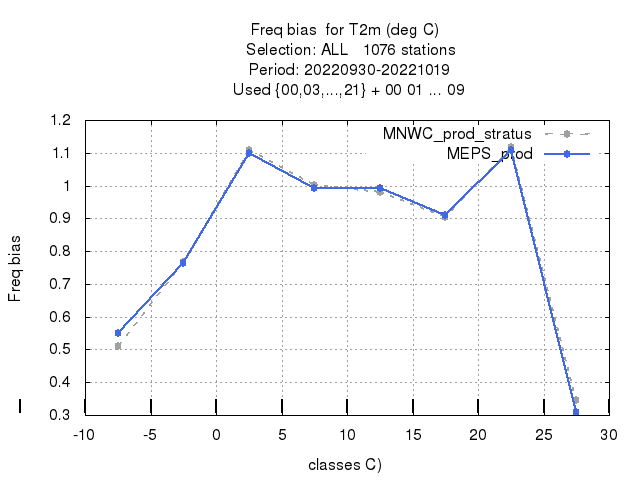 Freq bias for T2m (deg C)
Selection: ALL 1076 stations
Period: 20220930-20221019
Used {00,03,...,21} + 00 01 ... 09
MNWC_prod_stratus
MEPS_prod
1.2
1.1
1
0.9
0.8
0.7
0.6
0.5
0.4
0.3
Freq bias
-10
-5
0
5
10
15
20
25
30
classes C)